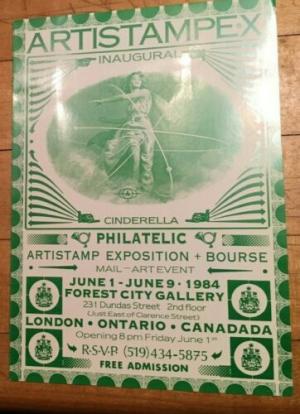 ARTISTAMPEX
INAUGURAL
CINDERELLA
PHILATELIC
ARTISTAMP EXPOSITION + BOURSE
MAIL-ART EVENT
JUNE 1 - JUNE 9 • 1984
FOREST CITY GALLERY
231 Dundas Street 2nd floor
(Just East of Clarence Street)
LONDON • ONTARIO • CANADADA
Opening 8 pm Friday June 1st
R•S•V•P. (519) 434-5875
FREE ADMISSION